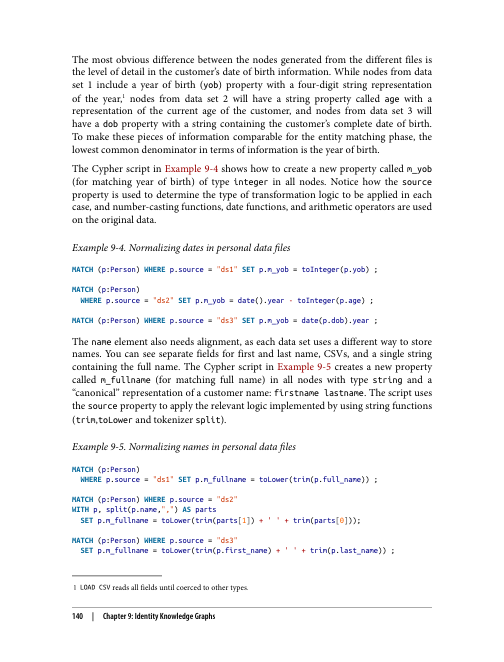 The most obvious difference between the nodes generated from the different files is
the level of detail in the customer's date of birth information. While nodes from data
set 1 include a year of birth (yob) property with a four-digit string representation
of the year,1 nodes from data set 2 will have a string property called age with a
representation of the current age of the customer, and nodes from data set 3 will
have a dob property with a string containing the customer's complete date of birth.
To make these pieces of information comparable for the entity matching phase, the
lowest common denominator in terms of information is the year of birth.
The Cypher script in Example 9-4 shows how to create a new property called m_yob
(for matching year of birth) of type integer in all nodes. Notice how the source
property is used to determine the type of transformation logic to be applied in each
case, and number-casting functions, date functions, and arithmetic operators are used
on the original data.
Example 9-4. Normalizing dates in personal data files
MATCH (p:Person) WHERE p.source = "ds1" SET p.m_yob = toInteger(p.yob) ;
MATCH (p:Person)
WHERE p.source = "ds2" SET p.m_yob = date().year - toInteger(p.age) ;
MATCH (p:Person) WHERE p.source = "ds3" SET p.m_yob = date(p.dob).year ;
The name element also needs alignment, as each data set uses a different way to store
names. You can see separate fields for first and last name, CSVs, and a single string
containing the full name. The Cypher script in Example 9-5 creates a new property
called m_fullname (for matching full name) in all nodes with type string and a
“canonical” representation of a customer name: firstname lastname. The script uses
the source property to apply the relevant logic implemented by using string functions
(trim,toLower and tokenizer split).
Example 9-5. Normalizing names in personal data files
MATCH (p:Person)
WHERE p.source = "ds1" SET p.m_fullname = toLower(trim(p.full_name)) ;
MATCH (p:Person) WHERE p.source = "ds2"
WITH p, split(p.name,",") AS parts
SET p.m_fullname = toLower(trim(parts[1]) + ' ' + trim(parts[0]));
MATCH (p:Person) WHERE p.source = "ds3"
SET p.m_fullname = toLower(trim(p.first_name) + ' ' + trim(p.last_name)) ;
1 LOAD CSV reads all fields until coerced to other types.
140 | Chapter 9: Identity Knowledge Graphs